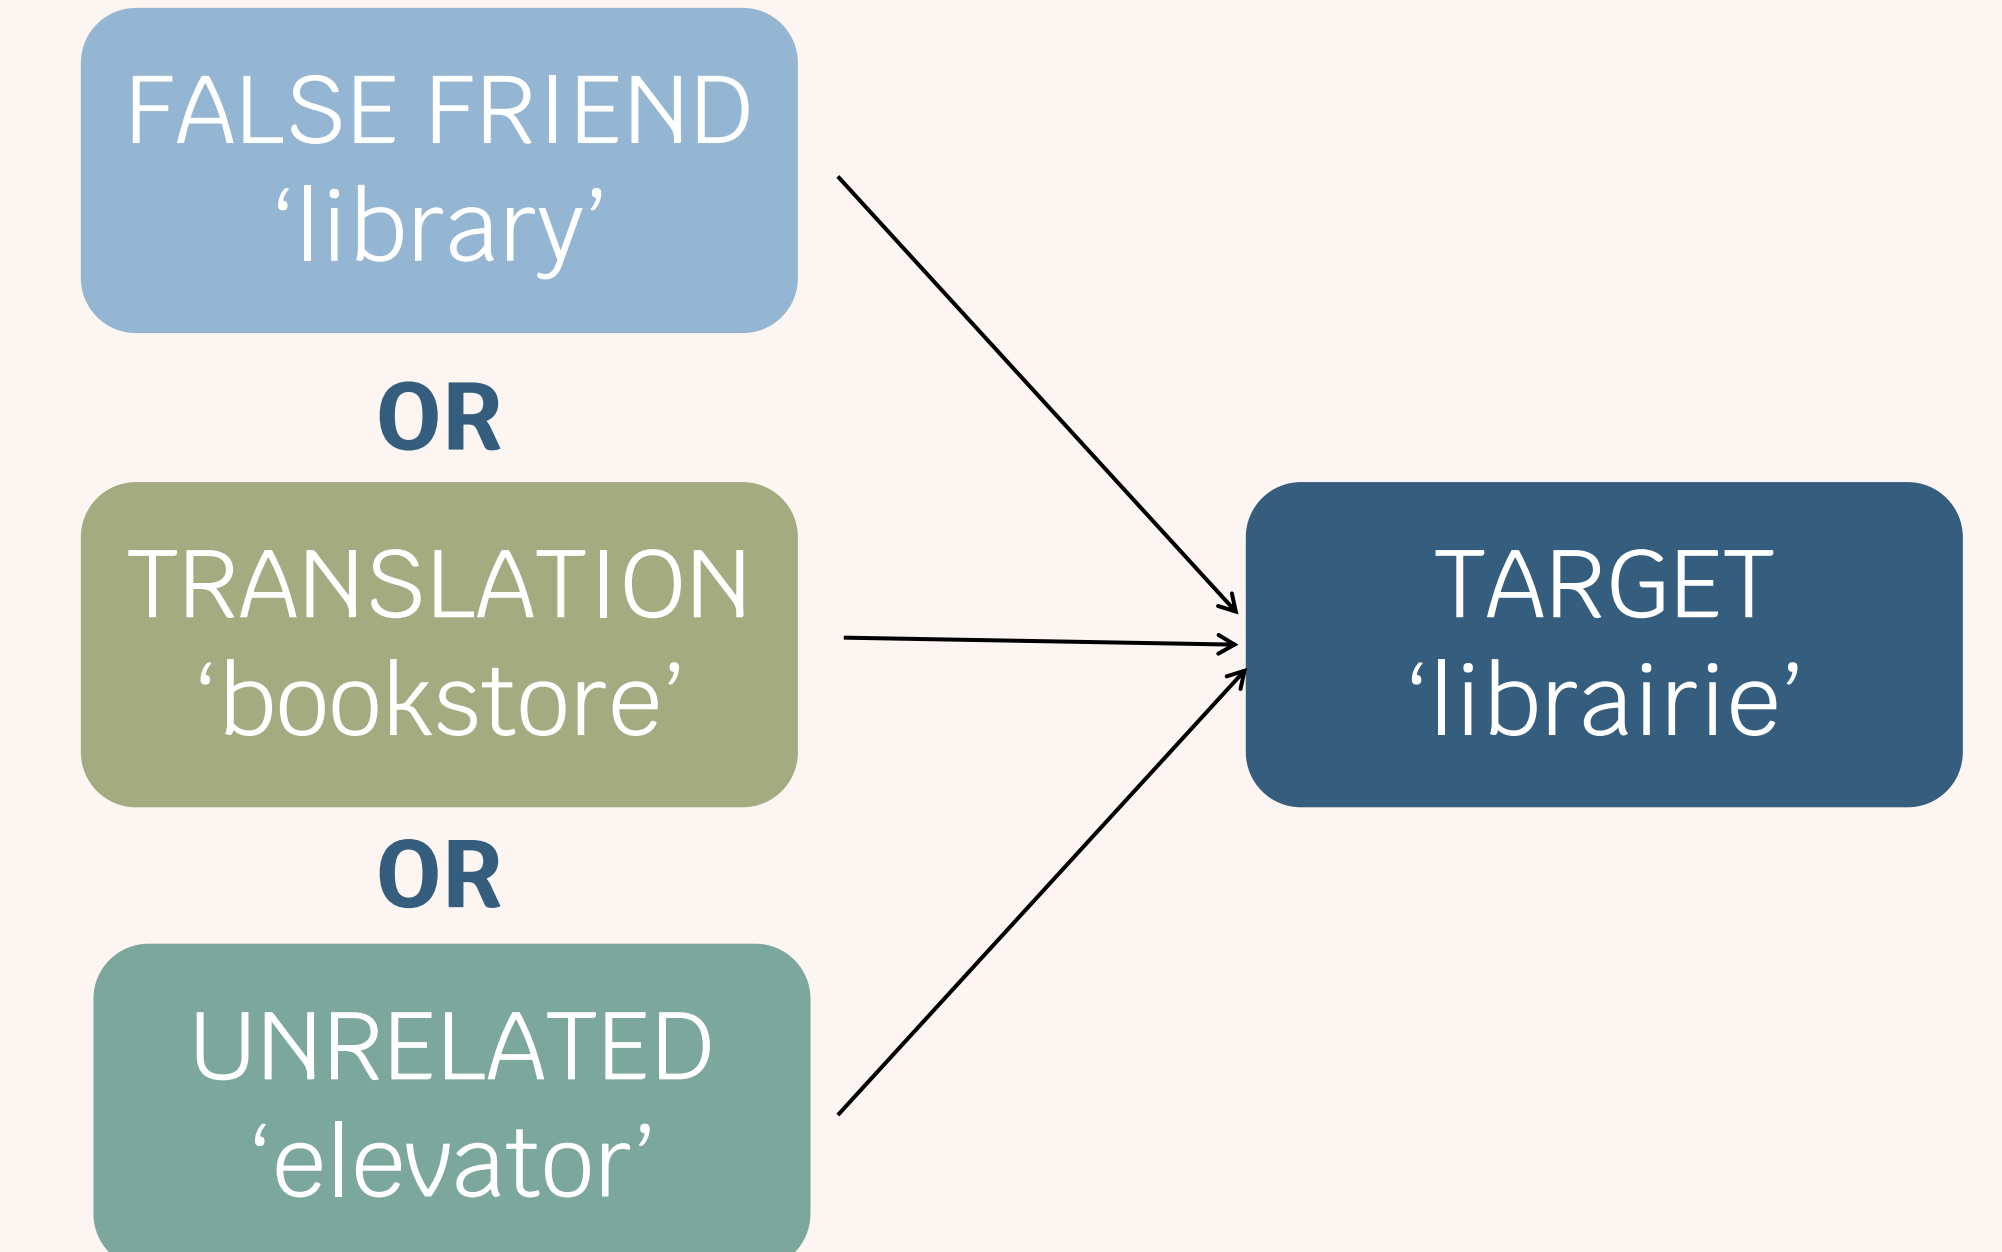 FALSE FRIEND
‘library’
OR
TRANSLATION
‘bookstore’
OR
UNRELATED
‘elevator’
TARGET
‘librairie’